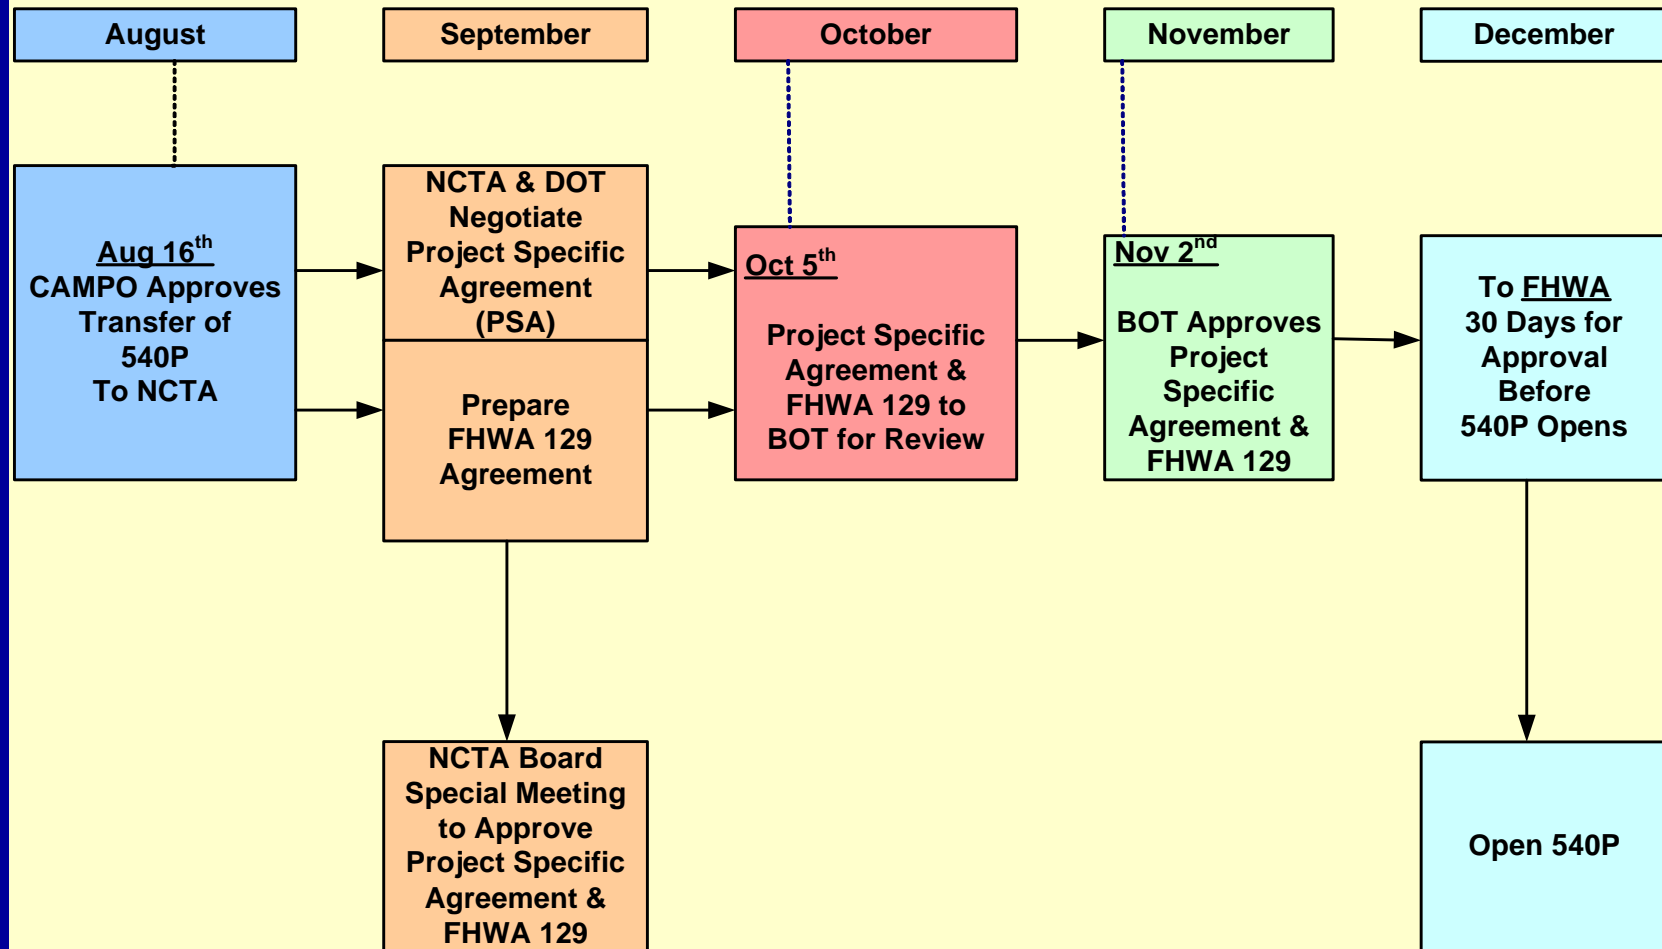 August
September
October
November
December
Aug 16th
CAMPO Approves
Transfer of
540P
To NCTA
NCTA & DOT
Negotiate
Project Specific
Agreement
(PSA)
Prepare
FHWA 129
Agreement
NCTA Board
Special Meeting
to Approve
Project Specific
Agreement &
FHWA 129
Oct 5th
Project Specific
Agreement &
FHWA 129 to
BOT for Review
Nov 2nd
BOT Approves
Project
Specific
Agreement &
FHWA 129
To FHWA
30 Days for
Approval
Before
540P Opens
Open 540P